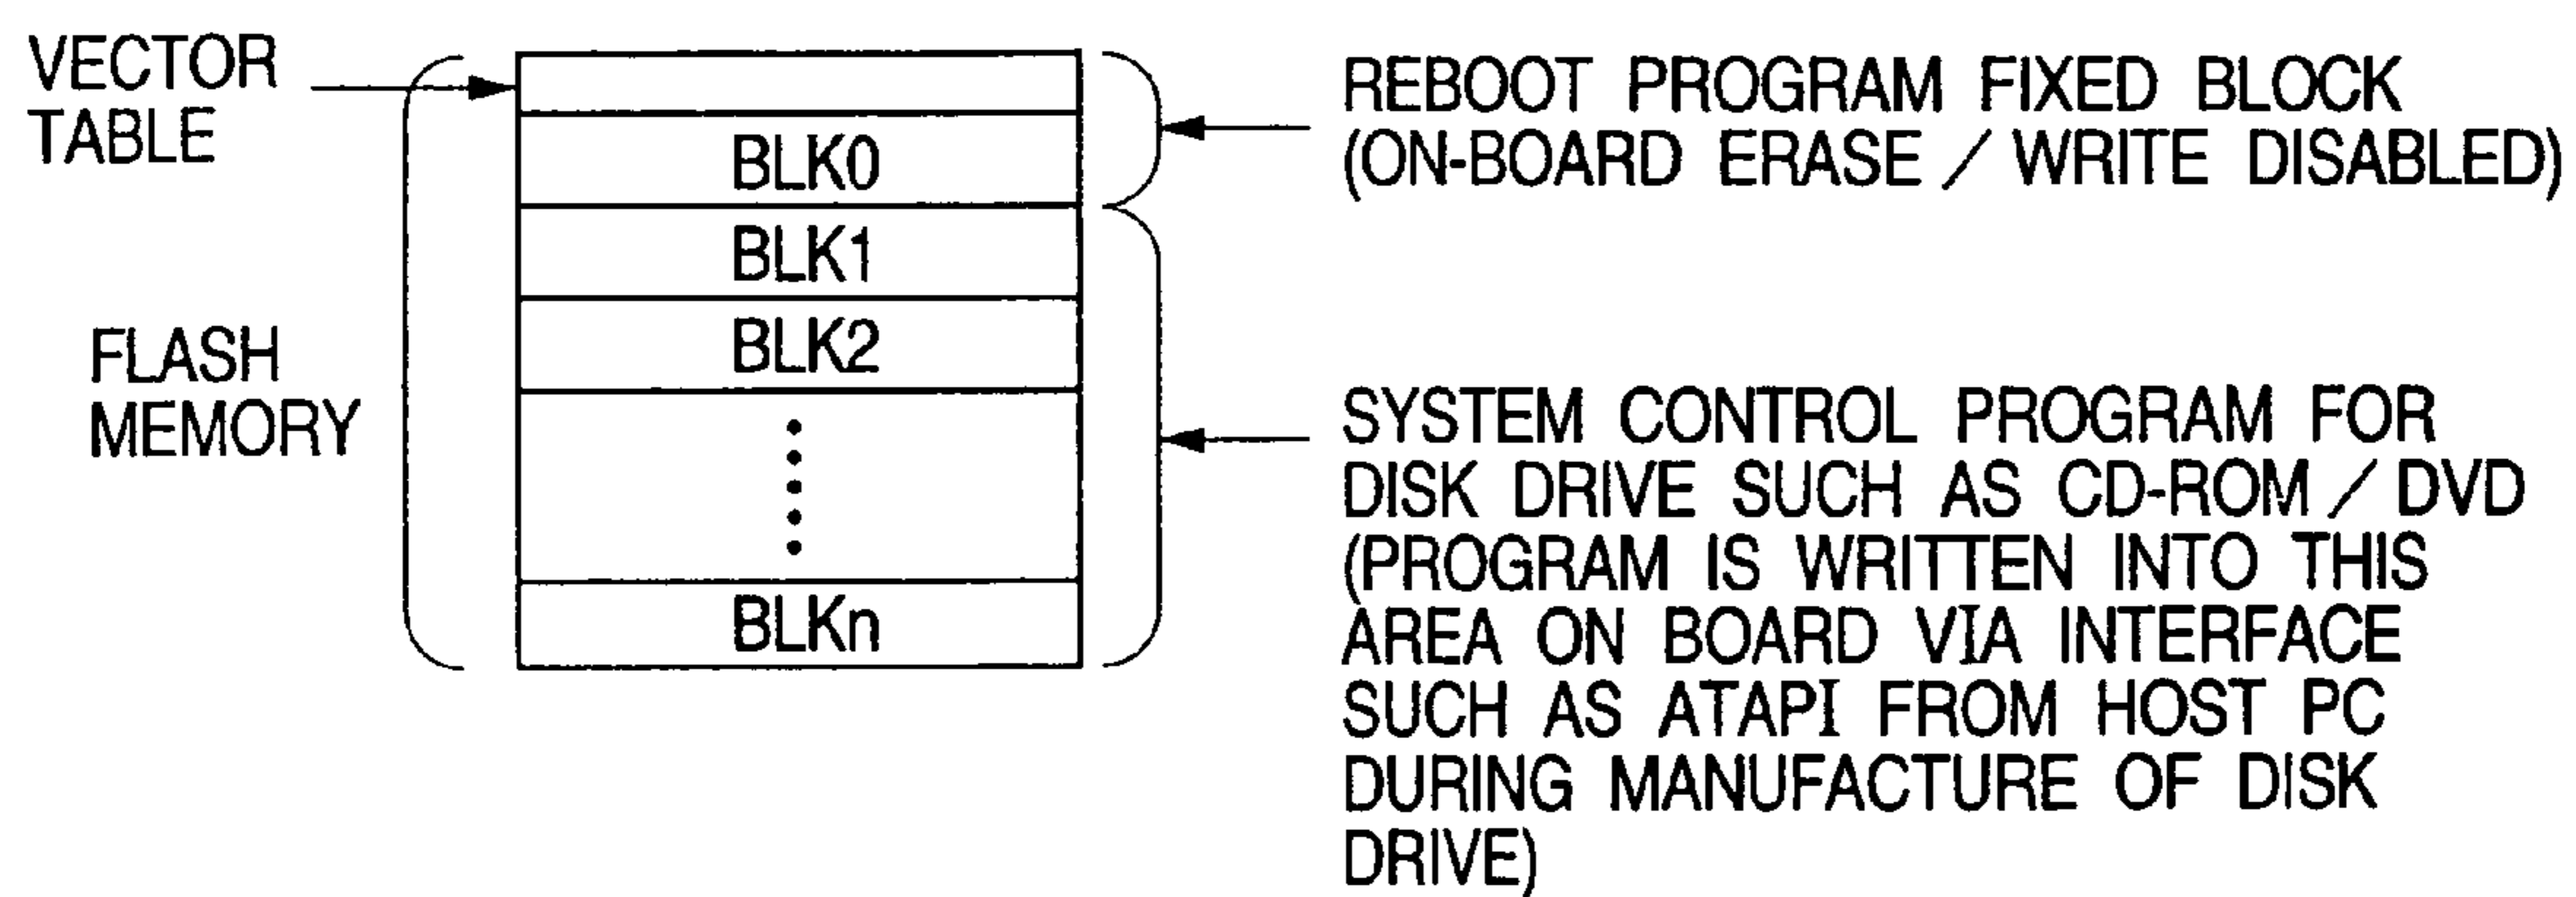 VECTOR
TABLE
FLASH
MEMORY
BLK0
BLK1
BLK2
BLKn
REBOOT PROGRAM FIXED BLOCK
(ON-BOARD ERASE / WRITE DISABLED)
SYSTEM CONTROL PROGRAM FOR
DISK DRIVE SUCH AS CD-ROM / DVD
(PROGRAM IS WRITTEN INTO THIS
AREA ON BOARD VIA INTERFACE
SUCH AS ATAPI FROM HOST PC
DURING MANUFACTURE OF DISK
DRIVE)